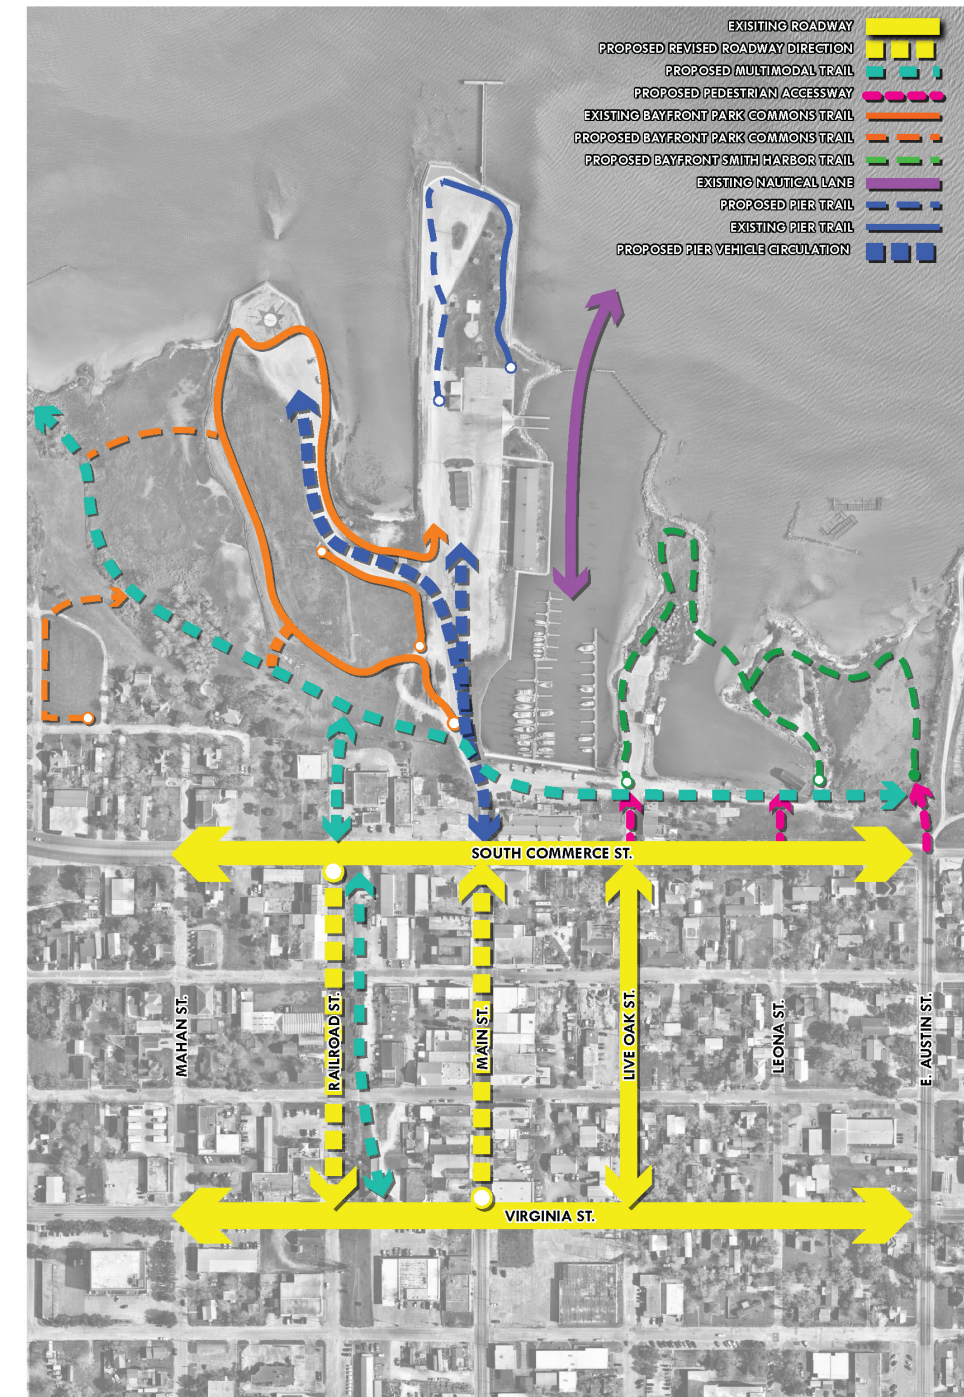 EXISITING ROADWAY
PROPOSED REVISED ROADWAY DIRECTION
PROPOSED MULTIMODAL TRAIL
PROPOSED PEDESTRIAN ACCESSWAY
EXISTING BAYFRONT PARK COMMONS TRAIL
PROPOSED BAYFRONT PARK COMMONS TRAIL
PROPOSED BAYFRONT SMITH HARBOR TRAIL
EXISTING NAUTICAL LANE
PROPOSED PIER TRAIL
EXISTING PIER TRAIL
PROPOSED PIER VEHICLE CIRCULATION
SOUTH COMMERCE ST.
MAHAN ST.
RAILROAD ST.
MAIN ST.
LIVE OAK ST.
LEONA ST.
E. AUSTIN ST.
VIRGINIA ST.